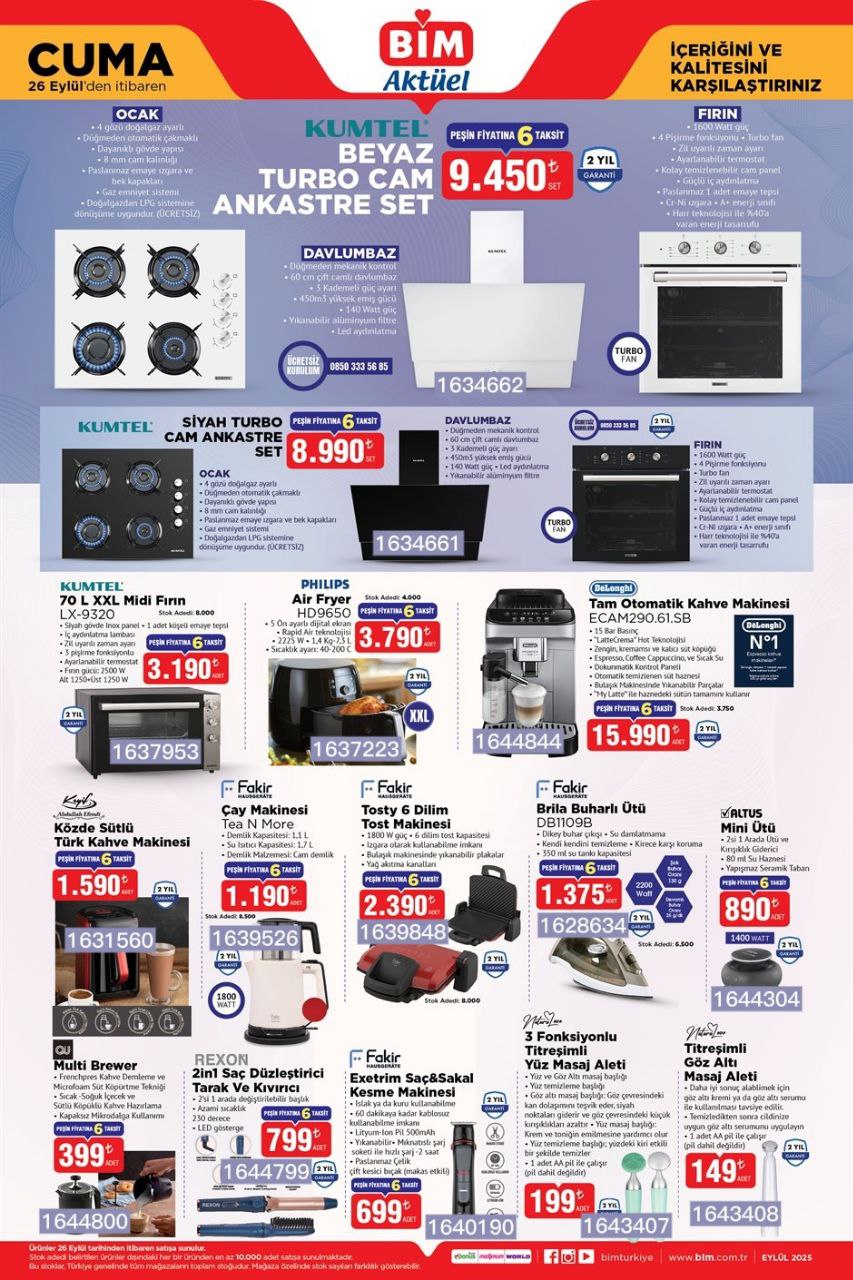 CUMA
26 Eylül'den itibaren
BİM
Aktüel
İÇERİĞİNİ VE
KALİTESİNİ
KARŞILAŞTIRINIZ
OCAK
• 4 gözü doğalgaz ayarlı
• Düğmeden otomatik çakmaklı
• Dayanıklı gövde yapısı
• 8 mm cam kalınlığı
• Paslanmaz emaye ızgara ve
bek kapakları
• Gaz emniyet sistemi
• Doğalgazdan LPG sistemine
dönüşüme uygundur. (ÜCRETSİZ)
KUMTEL
BEYAZ
TURBO CAM
ANKASTRE SET
PEŞİN FİYATINA 6 TAKSİT
9.450₺
SET
2 YIL
GARANTİ
FIRIN
• 1600 Watt güç
• 4 Pişirme fonksiyonu • Turbo fan
• Zil uyarılı zaman ayarı
• Ayarlanabilir termostat
• Kolay temizlenebilir cam panel
• Güçlü iç aydınlatma
• Paslanmaz 1 adet emaye tepsi
• Cr-Ni ızgara • A+ enerji sınıfı
• Harr teknolojisi ile %40'a
varan enerji tasarrufu
DAVLUMBAZ
• Düğmeden mekanik kontrol
• 60 cm çift camlı davlumbaz
• 3 Kademeli güç ayarı
• 450m3 yüksek emiş gücü
• 140 Watt güç
• Yıkanabilir alüminyum filtre
• Led aydınlatma
KUMTEL
ÜCRETSİZ
KURULUM
0850 333 56 85
TURBO
FAN
1634662
KUMTEL
SİYAH TURBO
CAM ANKASTRE
SET
PEŞİN FİYATINA 6 TAKSİT
8.990₺
SET
OCAK
• 4 gözü doğalgaz ayarlı
• Düğmeden otomatik çakmaklı
• Dayanıklı gövde yapısı
• 8 mm cam kalınlığı
• Paslanmaz emaye ızgara ve bek kapakları
• Gaz emniyet sistemi
• Doğalgazdan LPG sistemine
dönüşüme uygundur. (ÜCRETSİZ)
DAVLUMBAZ
• Düğmeden mekanik kontrol
• 60 cm çift camlı davlumbaz
• 3 Kademeli güç ayarı
• 450m3 yüksek emiş gücü
• 140 Watt güç • Led aydınlatma
• Yıkanabilir alüminyum filtre
1634661
0850 333 56 85
2 YIL
GARANTİ
TURBO
FAN
FIRIN
• 1600 Watt güç
• 4 Pişirme fonksiyonu
• Turbo fan
• Zil uyarılı zaman ayarı
• Ayarlanabilir termostat
• Kolay temizlenebilir cam panel
• Güçlü iç aydınlatma
• Paslanmaz 1 adet emaye tepsi
• Cr-Ni ızgara • A+ enerji sınıfı
• Harr teknolojisi ile %40'a
varan enerji tasarrufu
KUMTEL
70 L XXL Midi Fırın
LX-9320
Stok Adedi: 8.000
• Siyah gövde Inox panel • 1 adet köşeli emaye tepsi
• İç aydınlatma lambası
• Zil uyarılı zaman ayarı
• 3 pişirme fonksiyonlu
• Ayarlanabilir termostat
• Fırın gücü: 2500 W
Alt 1250+Üst 1250 W
PEŞİN FİYATINA 6 TAKSİT
3.190₺
ADET
2 YIL
GARANTİ
1637953
PHILIPS
Air Fryer
HD9650
Stok Adedi: 4.000
• 5 Ön ayarlı dijital ekran
• Rapid Air teknolojisi
• 2225 W • 1,4 Kg-7,3 L
• Sıcaklık ayarı: 40-200 C
PEŞİN FİYATINA 6 TAKSİT
3.790₺
ADET
2 YIL
GARANTİ
XXL
1637223
DeLonghi
Tam Otomatik Kahve Makinesi
ECAM290.61.SB
• 15 Bar Basınç
• "LatteCrema" Hot Teknolojisi
• Zengin, kremamsı ve kalıcı süt köpüğü
• Espresso, Coffee Cappuccino, ve Sıcak Su
• Dokunmatik Kontrol Paneli
• Otomatik temizlenen süt haznesi
• Bulaşık Makinesinde Yıkanabilir Parçalar
• "My Latte" ile haznedeki sütün tamamını kullanır
DeLonghi
N°1
Espresso kahve
makineleri*
PEŞİN FİYATINA 6 TAKSİT
Stok Adedi: 3.750
15.990₺
ADET
2 YIL
GARANTİ
1644844
Keyif
Abdullah Efendi
Közde Sütlü
Türk Kahve Makinesi
PEŞİN FİYATINA 6 TAKSİT
1.590₺
ADET
2 YIL
GARANTİ
1631560
Fakir
HAUSGERÄTE
Çay Makinesi
Tea N More
• Demlik Kapasitesi: 1,1 L
• Su Isıtıcı Kapasitesi: 1,7 L
• Demlik Malzemesi: Cam demlik
PEŞİN FİYATINA 6 TAKSİT
1.190₺
ADET
Stok Adedi: 8.500
1639526
2 YIL
GARANTİ
1800
WATT
Fakir
HAUSGERÄTE
Tosty 6 Dilim
Tost Makinesi
• 1800 W güç • 6 dilim tost kapasitesi
• Izgara olarak kullanabilme imkanı
• Bulaşık makinesinde yıkanabilir plakalar
• Yağ akıtma kanalları
PEŞİN FİYATINA 6 TAKSİT
2.390₺
ADET
1639848
Fakir
2 YIL
GARANTİ
Stok Adedi: 8.000
Fakir
HAUSGERÄTE
Brila Buharlı Ütü
DB1109B
• Dikey buhar çıkışı • Su damlatmama
• Kendi kendini temizleme • Kirece karşı koruma
• 350 ml su tankı kapasitesi
PEŞİN FİYATINA 6 TAKSİT
1.375₺
ADET
Şok
Buhar
Oranı
130 g
2200
WATT
Devamlı
Buhar
Oranı
25 g/dk
2 YIL
GARANTİ
Stok Adedi: 6.500
1628634
ALTUS
Mini Ütü
• 2si 1 Arada Ütü ve
Kırışıklık Giderici
• 80 ml Su Haznesi
• Yapışmaz Seramik Taban
PEŞİN FİYATINA 6 TAKSİT
890₺
ADET
1400 WATT
2 YIL
GARANTİ
1644304
QU
Multi Brewer
• Frenchpres Kahve Demleme ve
Microfoam Süt Köpürtme Tekniği
• Sıcak -Soğuk İçecek ve
Sütlü Köpüklü Kahve Hazırlama
• Kapaksız Mikrodalga Kullanımı
PEŞİN FİYATINA 6 TAKSİT
399₺
ADET
1644800
REXON
2in1 Saç Düzleştirici
Tarak Ve Kıvırıcı
• 2'si 1 arada değiştirilebilir başlık
• Azami sıcaklık
230 derece
• LED gösterge
PEŞİN FİYATINA 6 TAKSİT
799₺
ADET
1644799
2 YIL
GARANTİ
REXON
Fakir
HAUSGERÄTE
Exetrim Saç&Sakal
Kesme Makinesi
• Islak ya da kuru kullanabilme
• 60 dakikaya kadar kablosuz
kullanabilme imkanı
• Lityum-Ion Pil 500mAh
• Yıkanabilir• Mıknatıslı şarj
soketi ile hızlı şarj -2 saat
• Paslanmaz Çelik
çift kesici bıçak (makas etkili)
PEŞİN FİYATINA 6 TAKSİT
699₺
ADET
2 YIL
GARANTİ
1640190
NatureLove
3 Fonksiyonlu
Titreşimli
Yüz Masaj Aleti
• Yüz ve Göz Altı masaj başlığı
• Yüz temizleme başlığı
• Göz altı masaj başlığı: Göz çevresindeki
kan dolaşımını teşvik eder, siyah
noktaları giderir ve göz çevresindeki küçük
kırışıklıkları azaltır • Yüz masaj başlığı:
Krem ve toniğin emilmesine yardımcı olur
• Yüz temizleme başlığı; yüzdeki kiri etkili
bir şekilde temizler
• 1 adet AA pil ile çalışır
(pil dahil değildir)
199₺
ADET
1643407
NatureLove
Titreşimli
Göz Altı
Masaj Aleti
• Daha iyi sonuç alabilmek için
göz altı kremi ya da göz altı serumu
ile kullanılması tavsiye edilir.
• Temizledikten sonra cildinize
uygun göz altı serumunu uygulayın
• 1 adet AA pil ile çalışır.
(pil dahil değildir)
149₺
ADET
1643408
Ürünler 26 Eylül tarihinden itibaren satışa sunulur.
Stok adedi belirtilen ürünler dışındaki her bir üründen en az 10.000 adet satışa sunulmaktadır.
Bu stoklar, Türkiye genelinde tüm mağazaların toplam stoğudur. Mağaza özelinde stok sayıları farklılık gösterebilir.
bonus
maximum
WORLD
bimturkiye
www.bim.com.tr
EYLÜL 2025